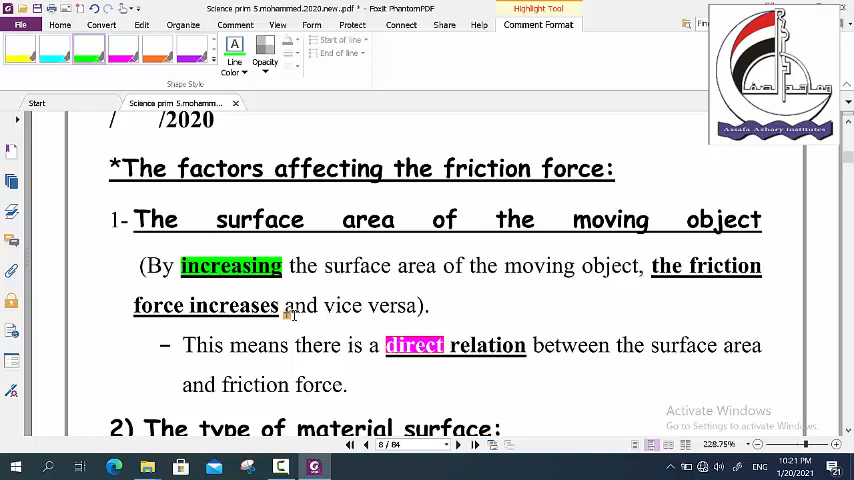 Science prim 5.mohammed.2020.new..pdf * - Foxit PhantomPDF
Highlight Tool
File Home Edit Organize Comment View Form Protect Connect Share Help Comment Format
Line Color Opacity
Start of line
End of line
Shape Style
Start Science prim 5.mohamm...
Assafa Azhary Institutes
/ /2020
*The factors affecting the friction force:
1- The surface area of the moving object
(By increasing the surface area of the moving object, the friction
force increases and vice versa).
– This means there is a direct relation between the surface area
and friction force.
2) The type of material surface:
Activate Windows
Go to Settings to activate Windows.
8 / 84
228.75%
ENG
10:21 PM
1/20/2021
21